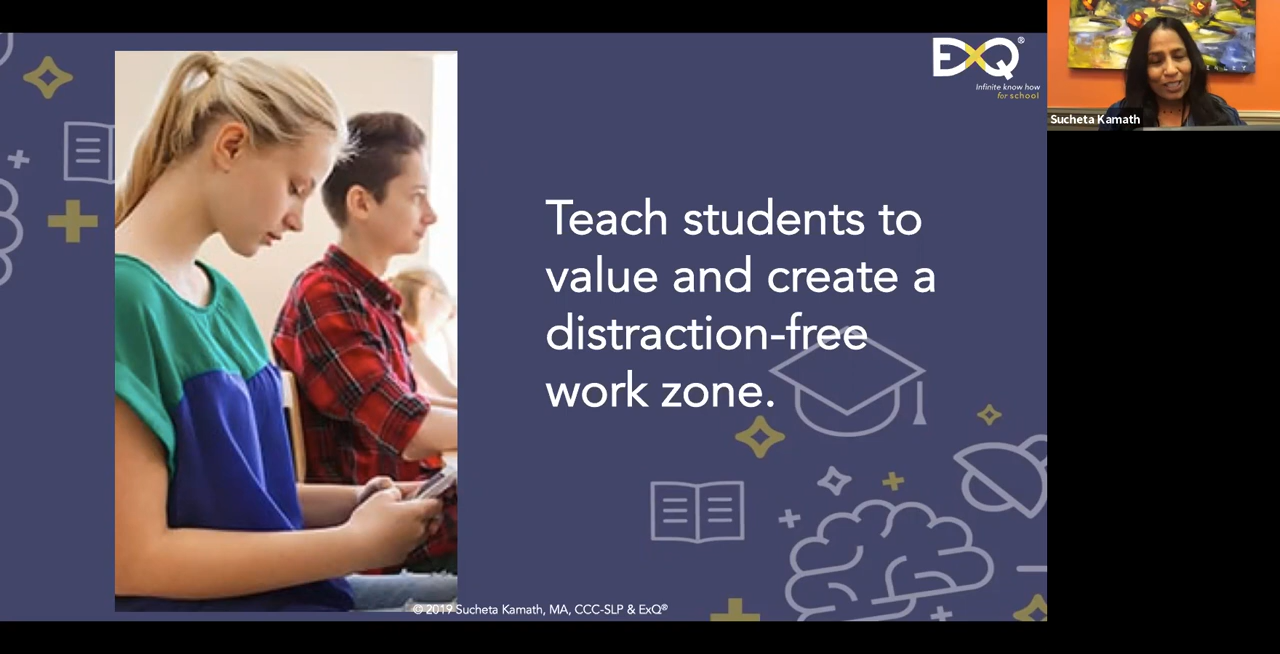 EXQ®
Infinite know how
for school
Sucheta Kamath
Teach students to
value and create a
distraction-free
work zone.
© 2019 Sucheta Kamath, MA, CCC-SLP & ExQ®